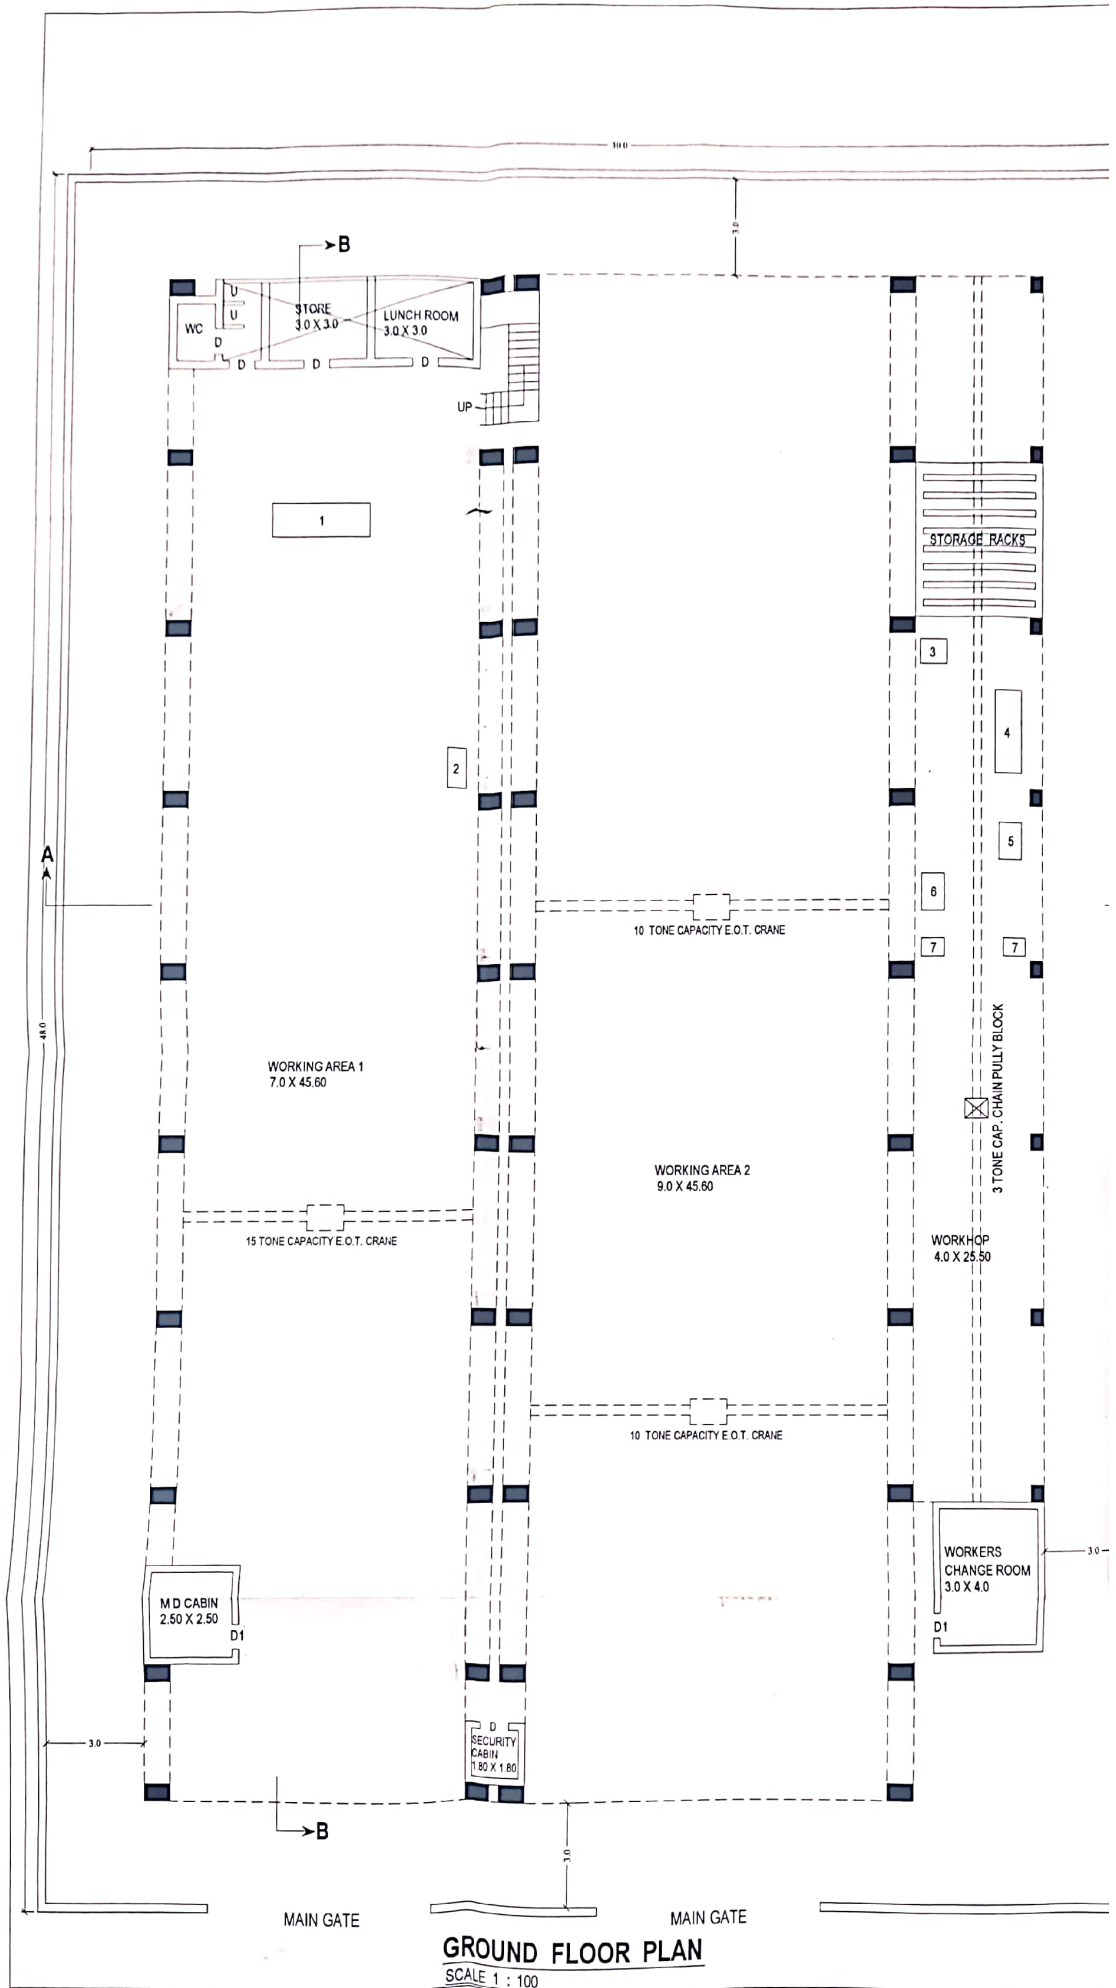 30.0
3.0
B
U
U
WC
D
STORE
3.0 X 3.0
LUNCH ROOM
3.0 X 3.0
D
D
D
UP
1
STORAGE RACKS
3
4
2
5
A
6
10 TONE CAPACITY E.O.T. CRANE
7
7
48.0
3 TONE CAP. CHAIN PULLY BLOCK
WORKING AREA 1
7.0 X 45.60
WORKING AREA 2
9.0 X 45.60
15 TONE CAPACITY E.O.T. CRANE
WORKHOP
4.0 X 25.50
10 TONE CAPACITY E.O.T. CRANE
WORKERS
CHANGE ROOM
3.0 X 4.0
3.0
D1
M D CABIN
2.50 X 2.50
D1
D
SECURITY
CABIN
1.80 X 1.80
3.0
B
3.0
MAIN GATE
MAIN GATE
GROUND FLOOR PLAN
SCALE 1 : 100